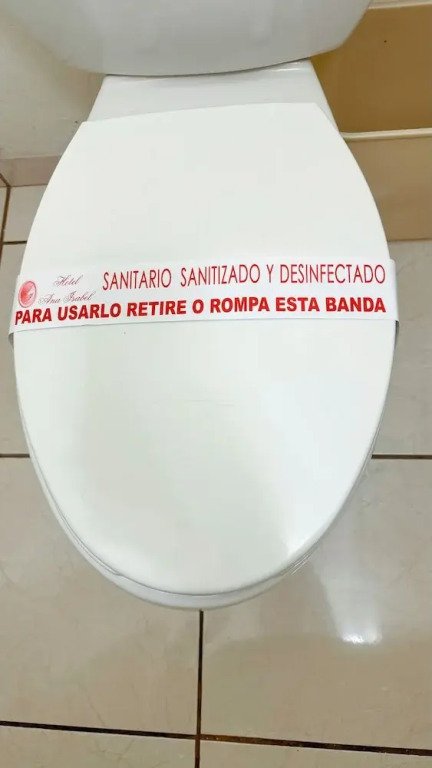 Hotel
Ana Isabel
SANITARIO SANITIZADO Y DESINFECTADO
PARA USARLO RETIRE O ROMPA ESTA BANDA